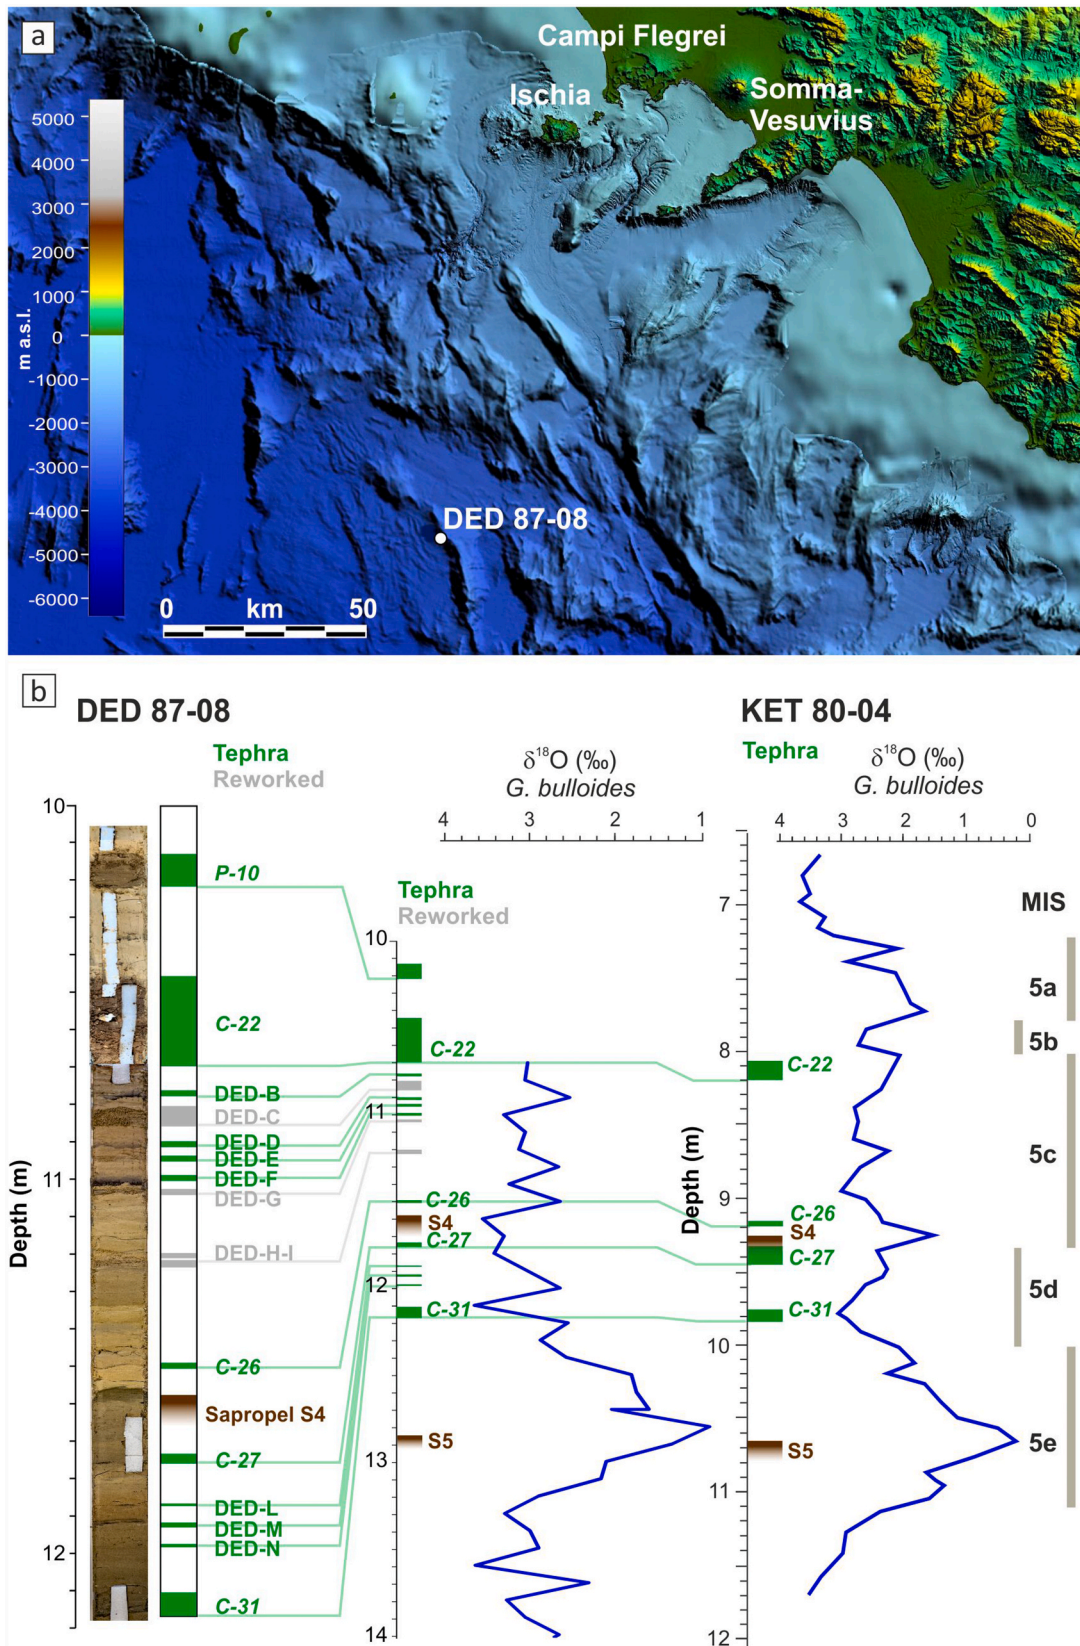 a
Campi Flegrei
Ischia
Somma-
Vesuvius
5000
4000
3000
2000
1000
0
-1000
-2000
-3000
-4000
-5000
-6000
m a.s.l.
DED 87-08
0 km 50
b
DED 87-08
KET 80-04
Tephra
Reworked
δ18O (‰)
G. bulloides
4 3 2 1
Tephra
δ18O (‰)
G. bulloides
4 3 2 1 0
10
11
12
Depth (m)
P-10
C-22
DED-B
DED-C
DED-D
DED-E
DED-F
DED-G
DED-H-I
C-26
Sapropel S4
C-27
DED-L
DED-M
DED-N
C-31
Tephra
Reworked
10
11
12
13
14
C-22
C-26
S4
C-27
C-31
S5
Depth (m)
7
8
9
10
11
12
C-22
C-26
S4
C-27
C-31
S5
MIS
5a
5b
5c
5d
5e